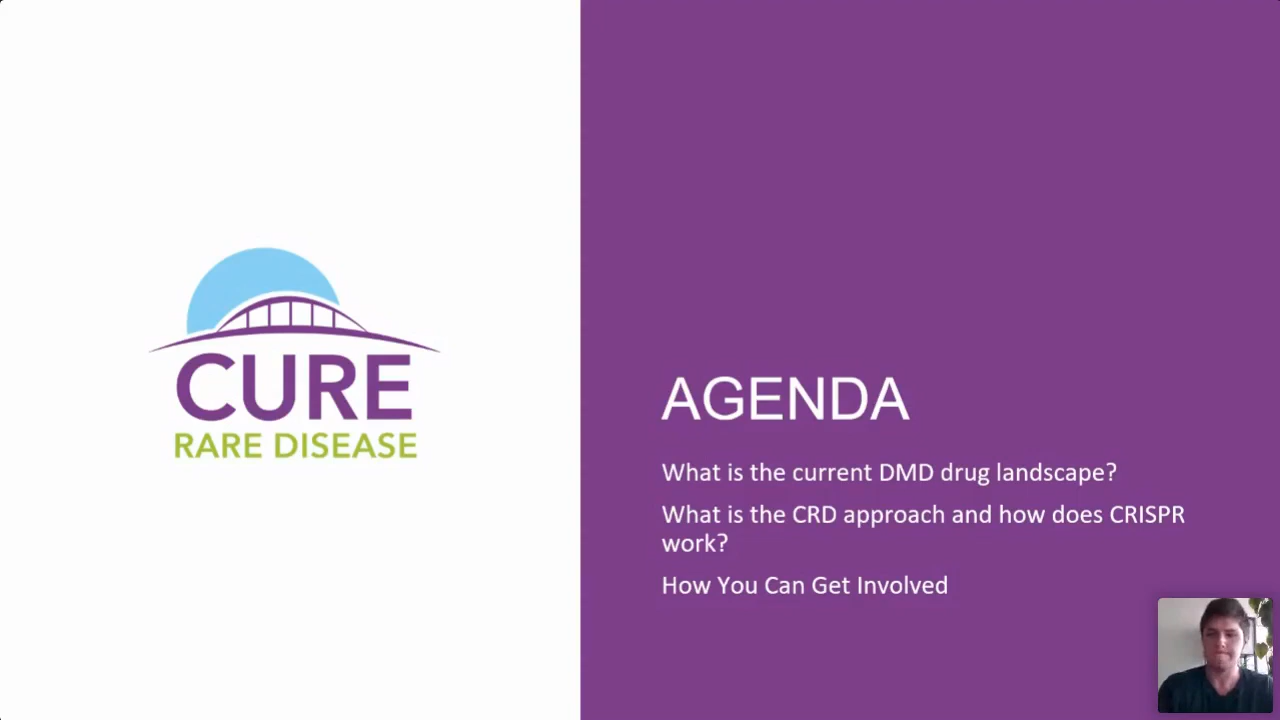 CURE
RARE DISEASE
AGENDA
What is the current DMD drug landscape?
What is the CRD approach and how does CRISPR
work?
How You Can Get Involved